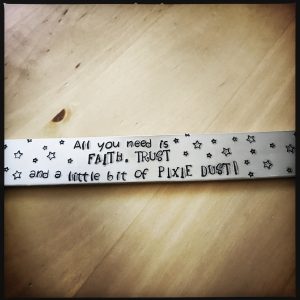 All you need is
FAITH, TRUST
and a little bit of PIXIE DUST!